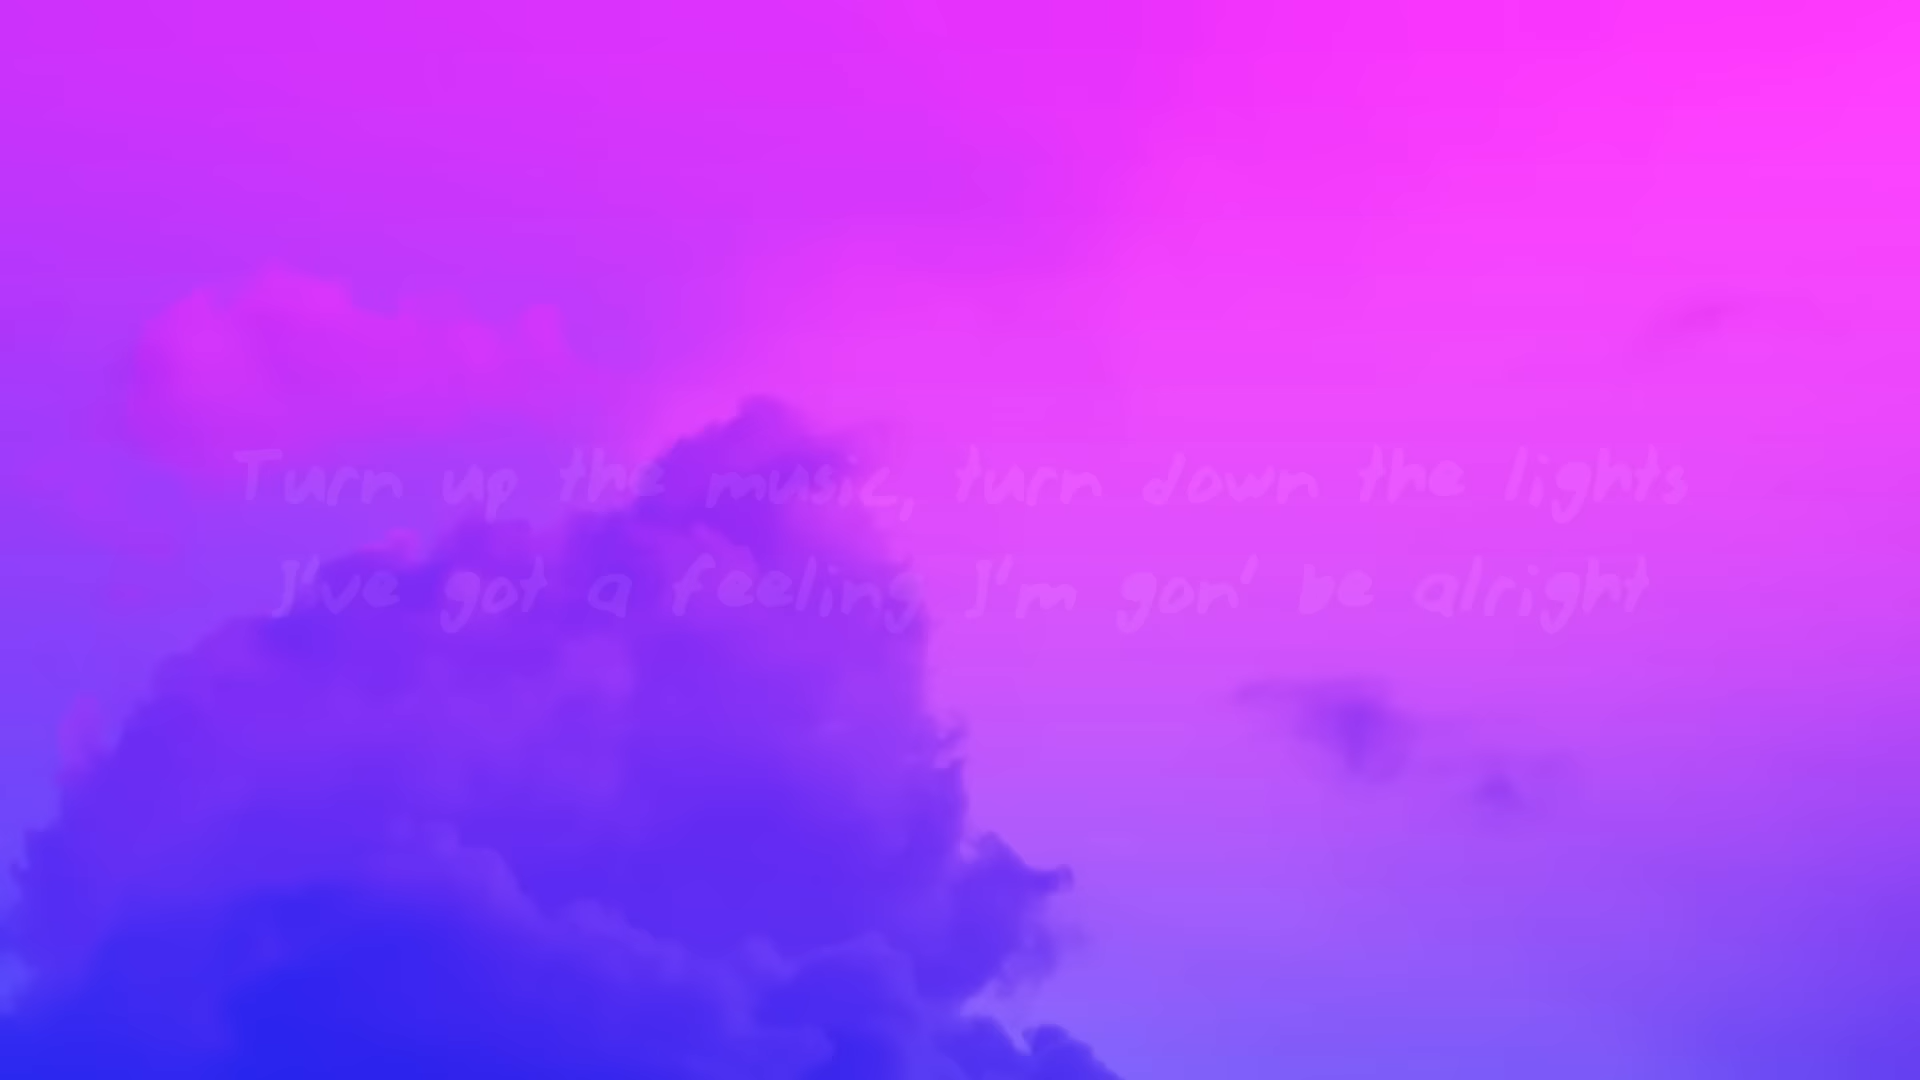 Turn up the music, turn down the lights
I've got a feeling I'm gon' be alright